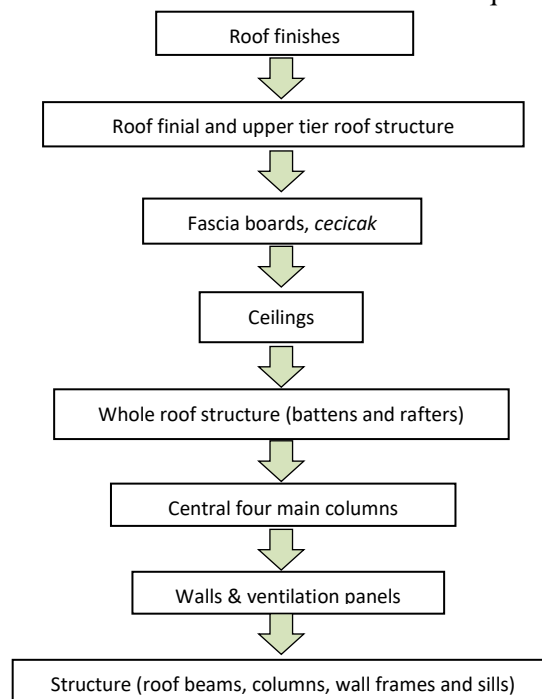 Roof finishes
Roof finial and upper tier roof structure
Fascia boards, cecicak
Ceilings
Whole roof structure (battens and rafters)
Central four main columns
Walls & ventilation panels
Structure (roof beams, columns, wall frames and sills)